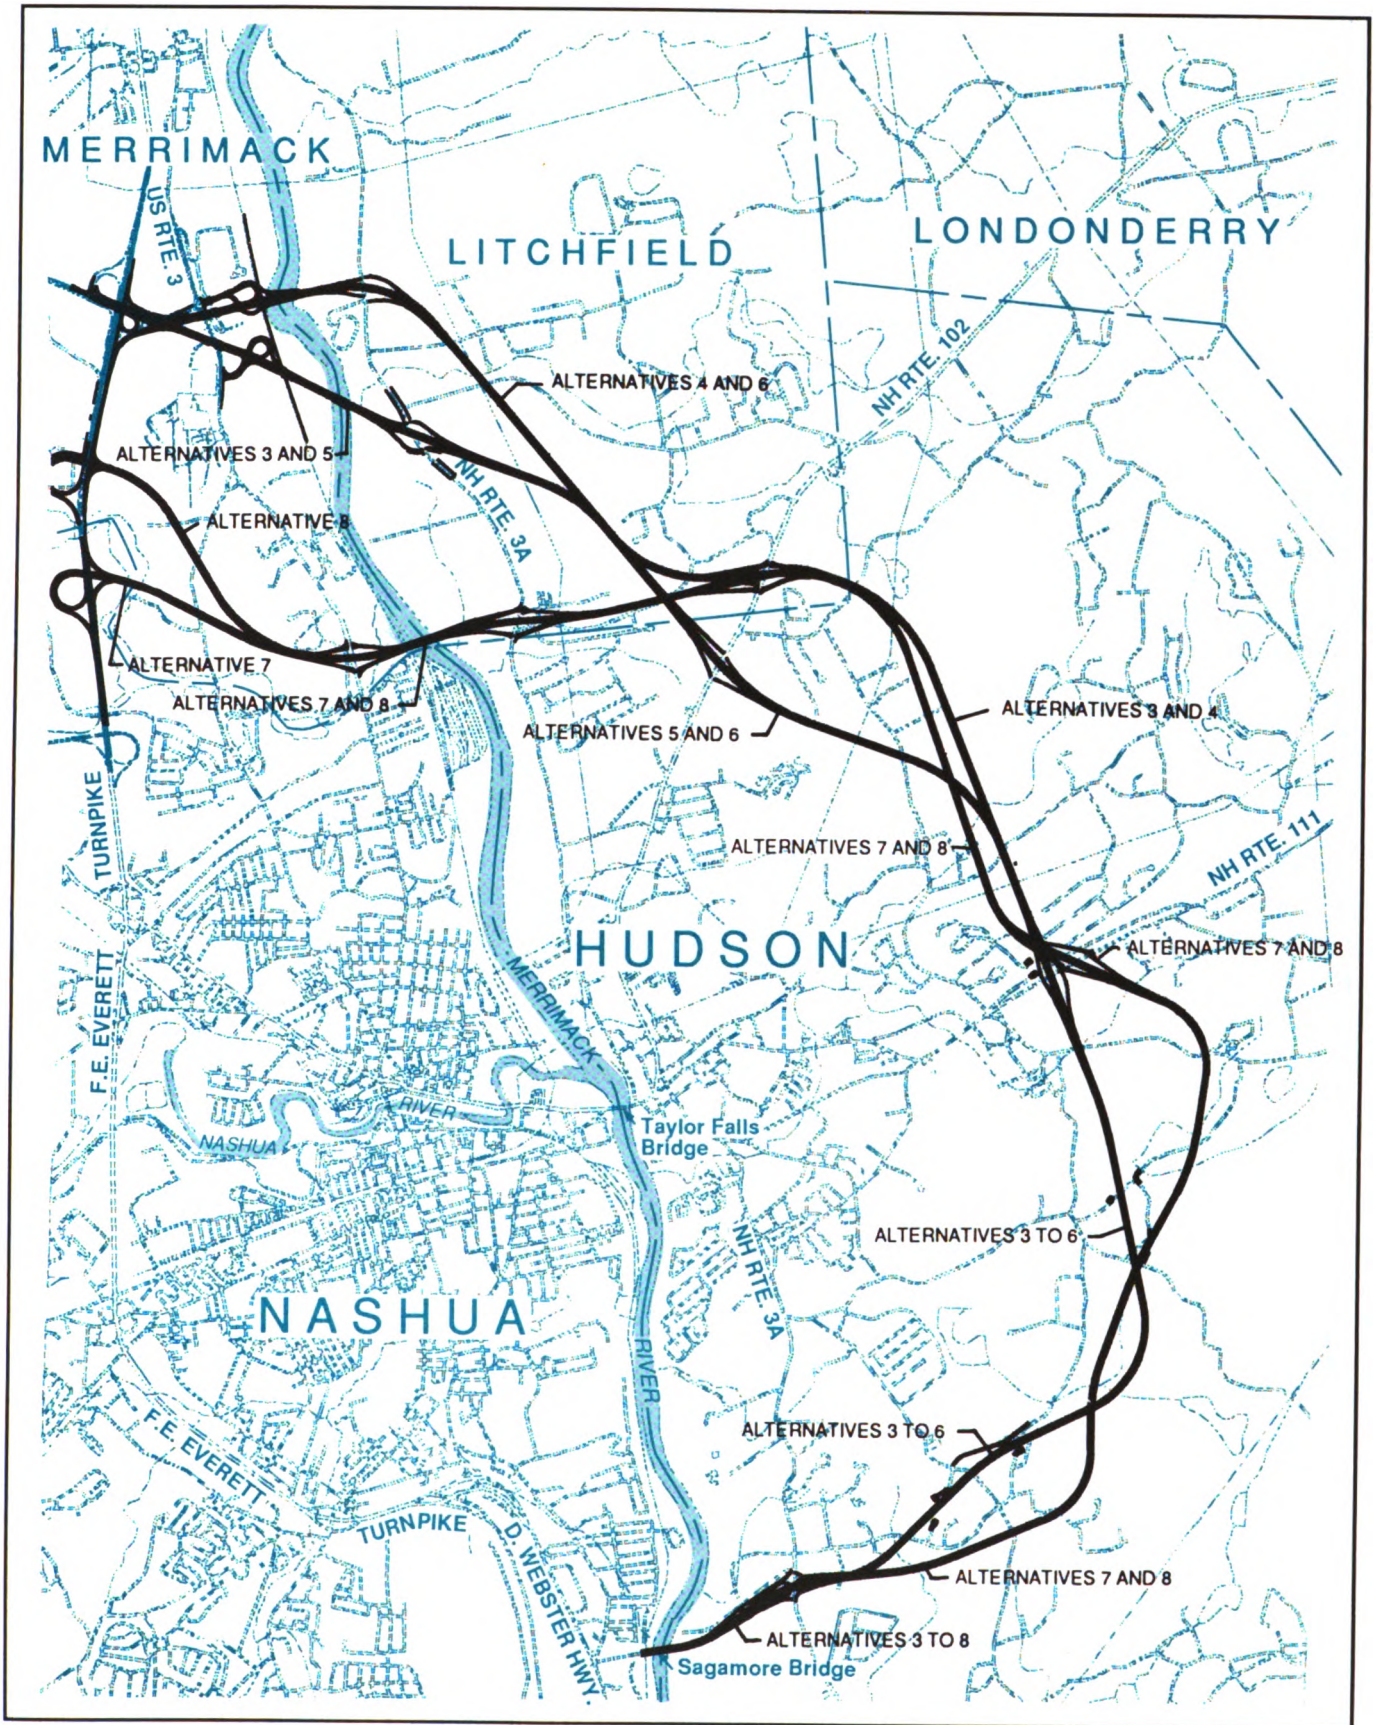 MERRIMACK
US RTE. 3
LITCHFIELD
LONDONDERRY
NH RTE. 102
ALTERNATIVES 4 AND 6
ALTERNATIVES 3 AND 5
NH RTE. 3A
ALTERNATIVE 8
ALTERNATIVE 7
ALTERNATIVES 7 AND 8
ALTERNATIVES 5 AND 6
ALTERNATIVES 3 AND 4
TURNPIKE
ALTERNATIVES 7 AND 8
NH RTE. 111
HUDSON
ALTERNATIVES 7 AND 8
F.E. EVERETT
MERRIMACK
RIVER
NASHUA
Taylor Falls
Bridge
ALTERNATIVES 3 TO 6
NH RTE. 3A
NASHUA
RIVER
F.E. EVERETT
ALTERNATIVES 3 TO 6
TURNPIKE
D. WEBSTER HWY.
ALTERNATIVES 7 AND 8
ALTERNATIVES 3 TO 8
Sagamore Bridge